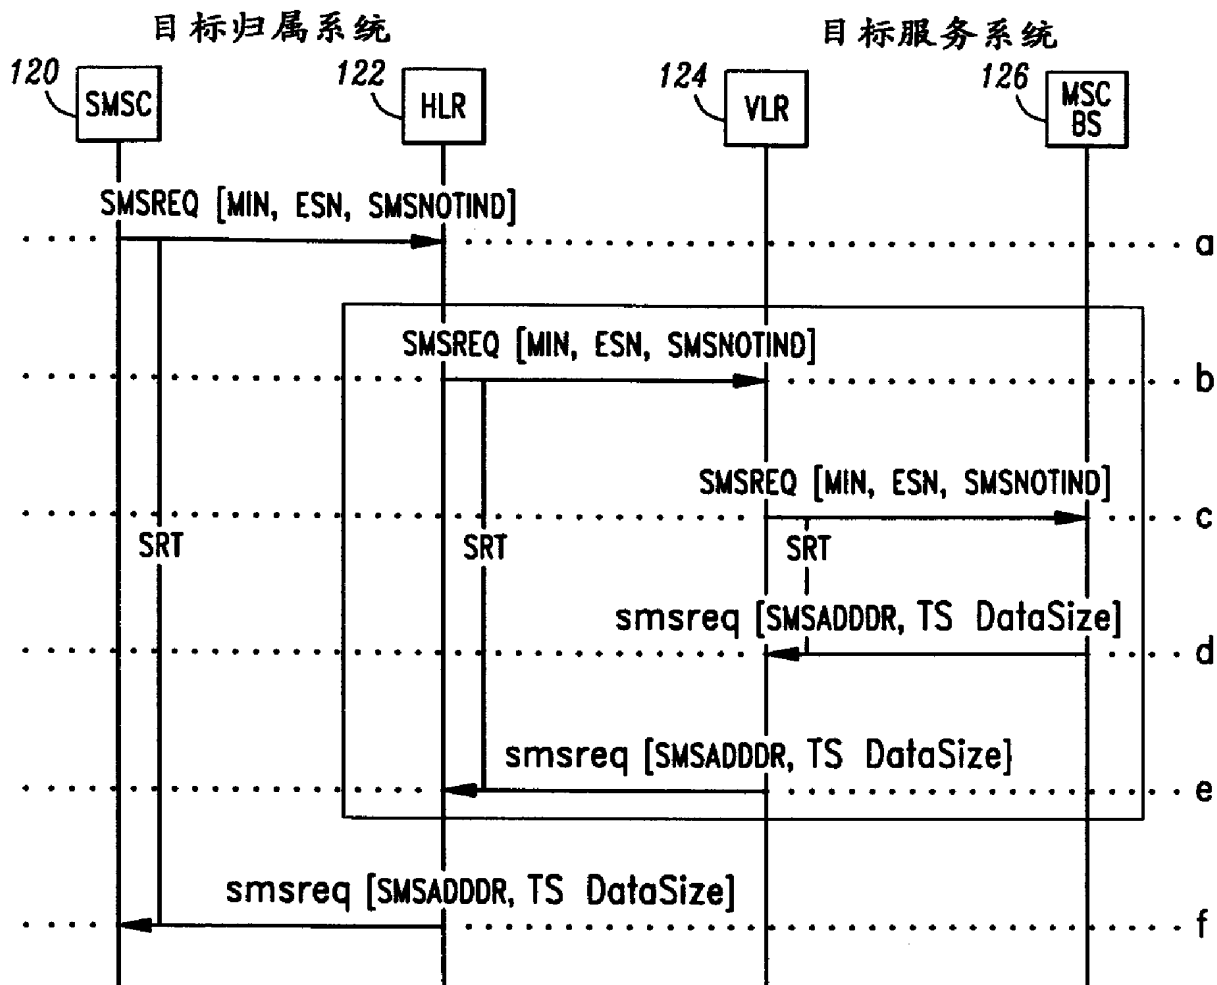 目标归属系统
目标服务系统
120
SMSC
122
HLR
124
VLR
126
MSC
BS
SMSREQ [MIN, ESN, SMSNOTIND]
a
SMSREQ [MIN, ESN, SMSNOTIND]
b
SMSREQ [MIN, ESN, SMSNOTIND]
c
SRT
SRT
SRT
smsreq [SMSADDDR, TS DataSize]
d
smsreq [SMSADDDR, TS DataSize]
e
smsreq [SMSADDDR, TS DataSize]
f